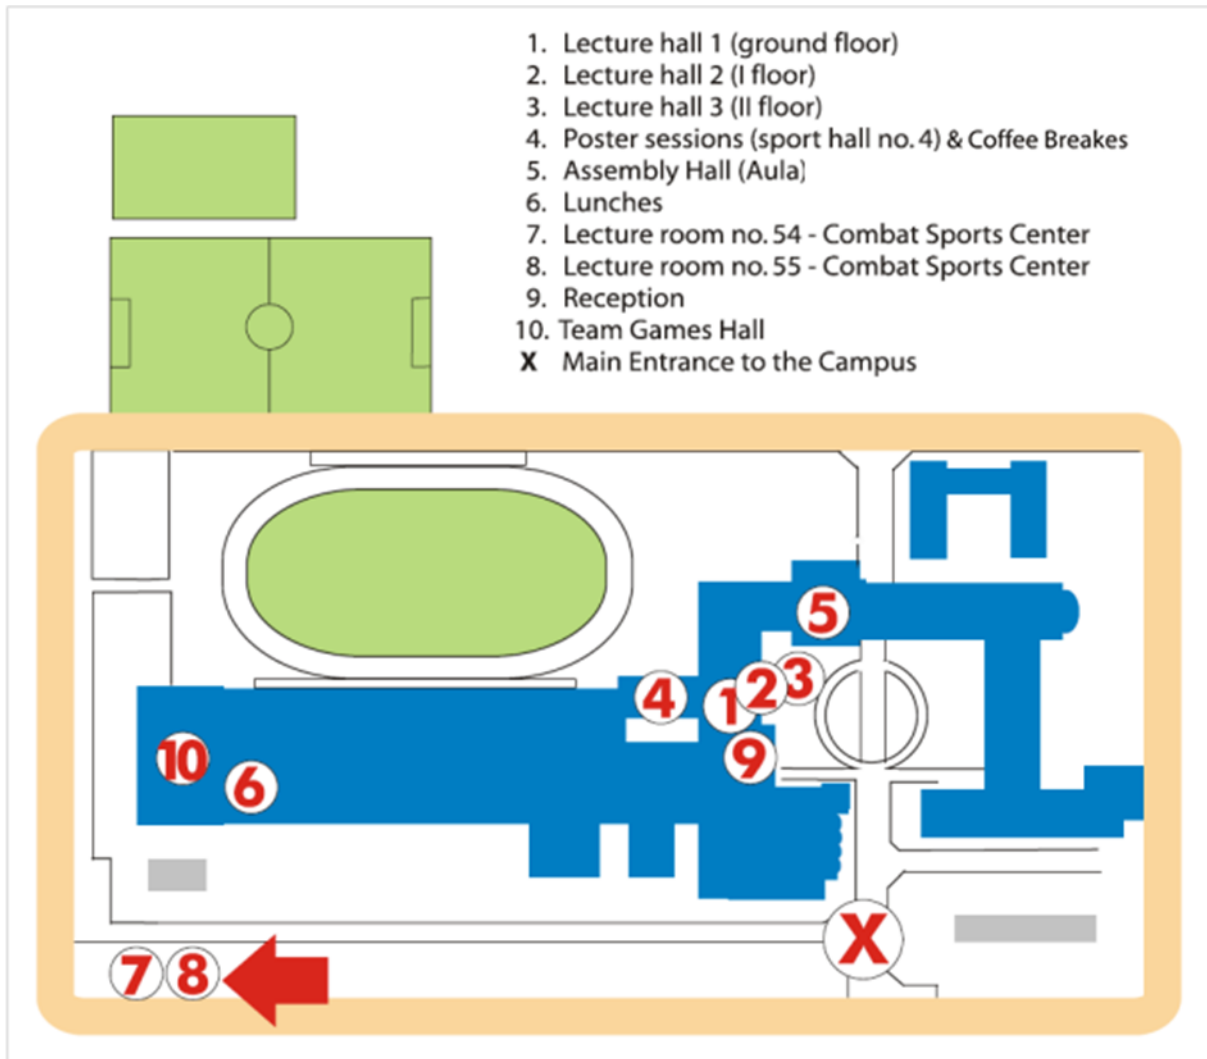 1. Lecture hall 1 (ground floor)
2. Lecture hall 2 (I floor)
3. Lecture hall 3 (II floor)
4. Poster sessions (sport hall no. 4) & Coffee Breakes
5. Assembly Hall (Aula)
6. Lunches
7. Lecture room no. 54 - Combat Sports Center
8. Lecture room no. 55 - Combat Sports Center
9. Reception
10. Team Games Hall
X Main Entrance to the Campus
5
4
1
2
3
10
6
9
X
7
8